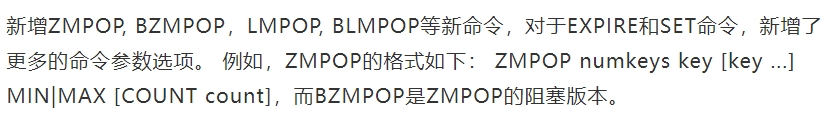 新增ZMPOP, BZMPOP，LMPOP, BLMPOP等新命令，对于EXPIRE和SET命令，新增了
更多的命令参数选项。 例如，ZMPOP的格式如下： ZMPOP numkeys key [key ...]
MIN|MAX [COUNT count]，而BZMPOP是ZMPOP的阻塞版本。